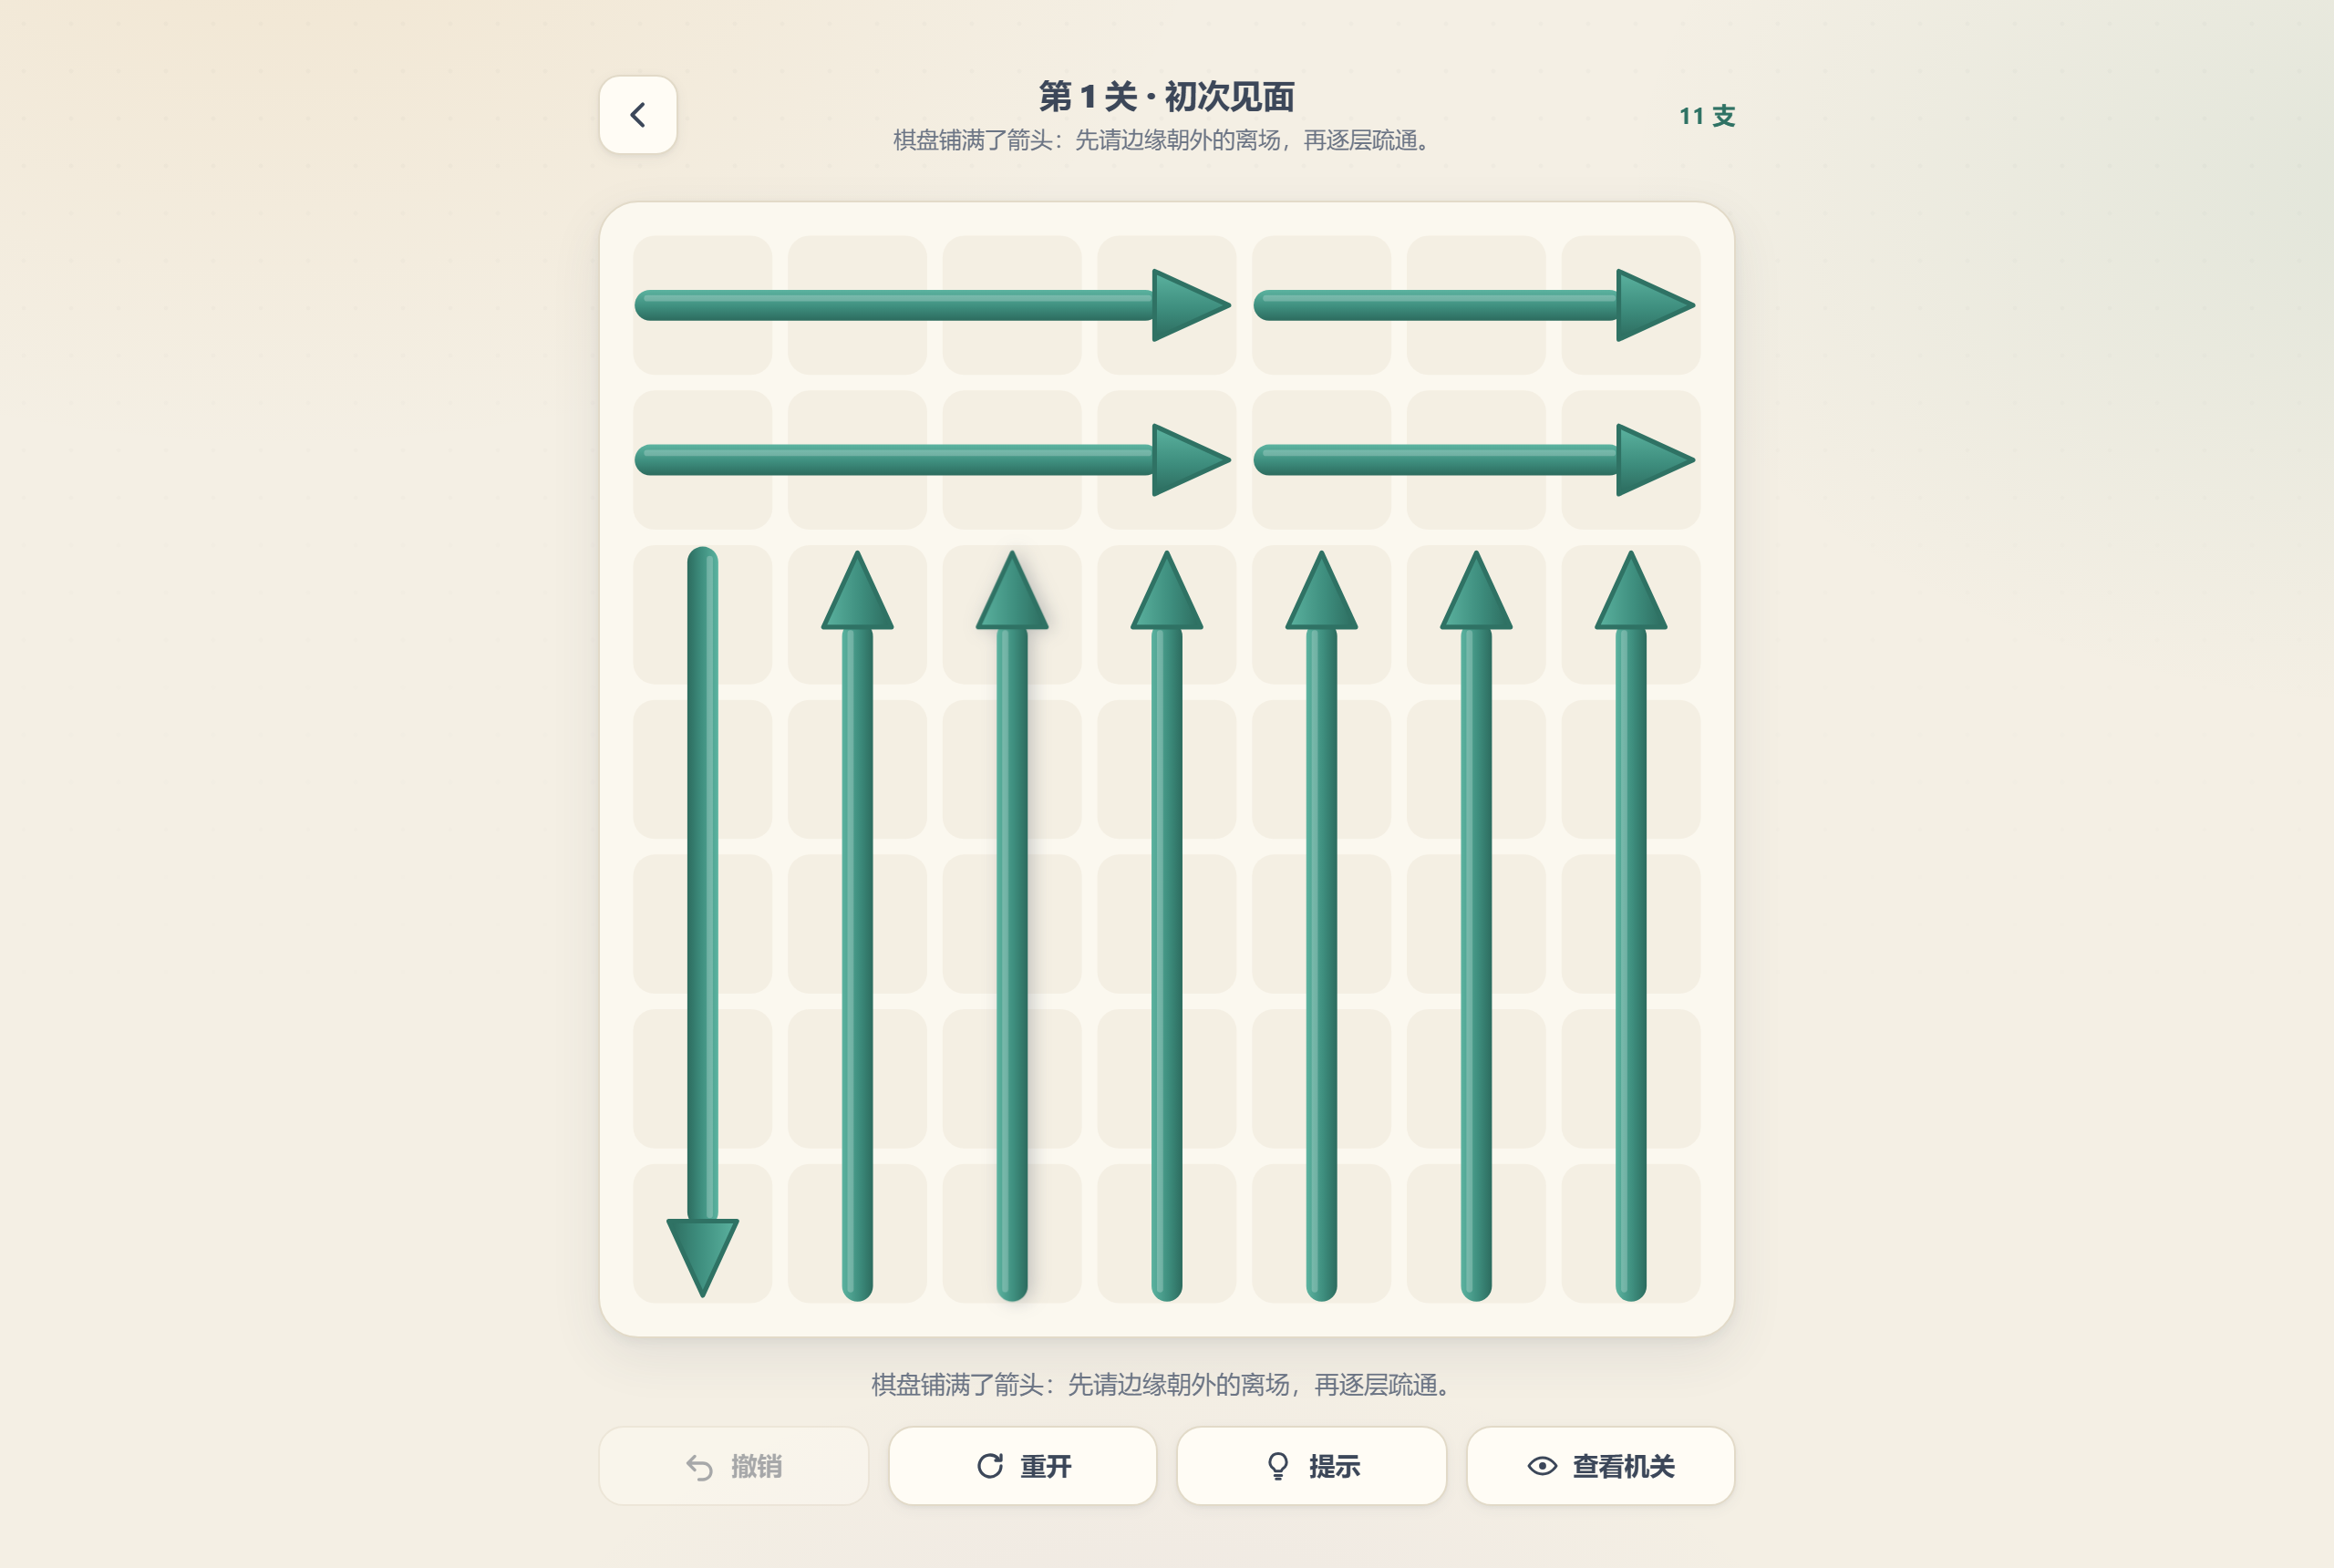 第 1 关 · 初次见面
棋盘铺满了箭头：先请边缘朝外的离场，再逐层疏通。
11 支
棋盘铺满了箭头：先请边缘朝外的离场，再逐层疏通。
撤销
重开
提示
查看机关